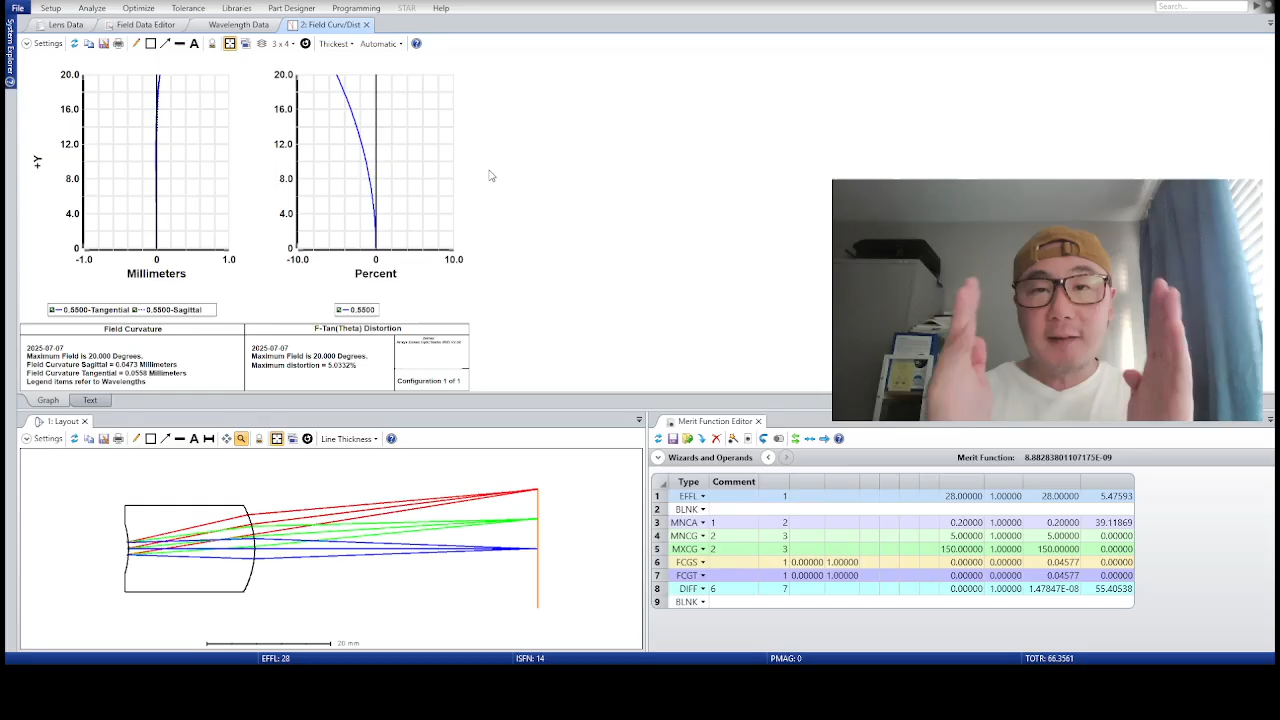 File Setup Analyze Optimize Tolerance Libraries Part Designer Programming STAR Help
Search...
System Explorer
Lens Data Field Data Editor Wavelength Data 2: Field Curv/Dist
Settings 3 x 4 Thickest Automatic
20.0 20.0
16.0 16.0
12.0 12.0
+Y
8.0 8.0
4.0 4.0
0 0
-1.0 0 1.0 -10.0 0 10.0
Millimeters Percent
0.5500-Tangential 0.5500-Sagittal 0.5500
Field Curvature F-Tan(Theta) Distortion
2025-07-07
Maximum Field is 20.000 Degrees.
Field Curvature Sagittal = 0.0473 Millimeters
Field Curvature Tangential = 0.0558 Millimeters
Legend items refer to Wavelengths
2025-07-07
Maximum Field is 20.000 Degrees.
Maximum distortion = 5.0332%
Configuration 1 of 1
Graph Text
1: Layout
Settings Line Thickness
20 mm
Merit Function Editor
Wizards and Operands Merit Function: 8.88283801107175E-09
Type Comment
1 EFFL 1 28.00000 1.00000 28.00000 5.47593
2 BLNK
3 MNCA 1 2 0.20000 1.00000 0.20000 39.11869
4 MNCG 2 3 5.00000 1.00000 5.00000 0.00000
5 MXCG 2 3 150.00000 1.00000 150.00000 0.00000
6 FCGS 1 0.00000 1.00000 0.00000 0.00000 0.04577 0.00000
7 FCGT 1 0.00000 1.00000 0.00000 0.00000 0.04577 0.00000
8 DIFF 6 7 0.00000 1.00000 1.47847E-08 55.40538
9 BLNK
EFFL: 28 ISFN: 14 PMAG: 0 TOTR: 66.3561